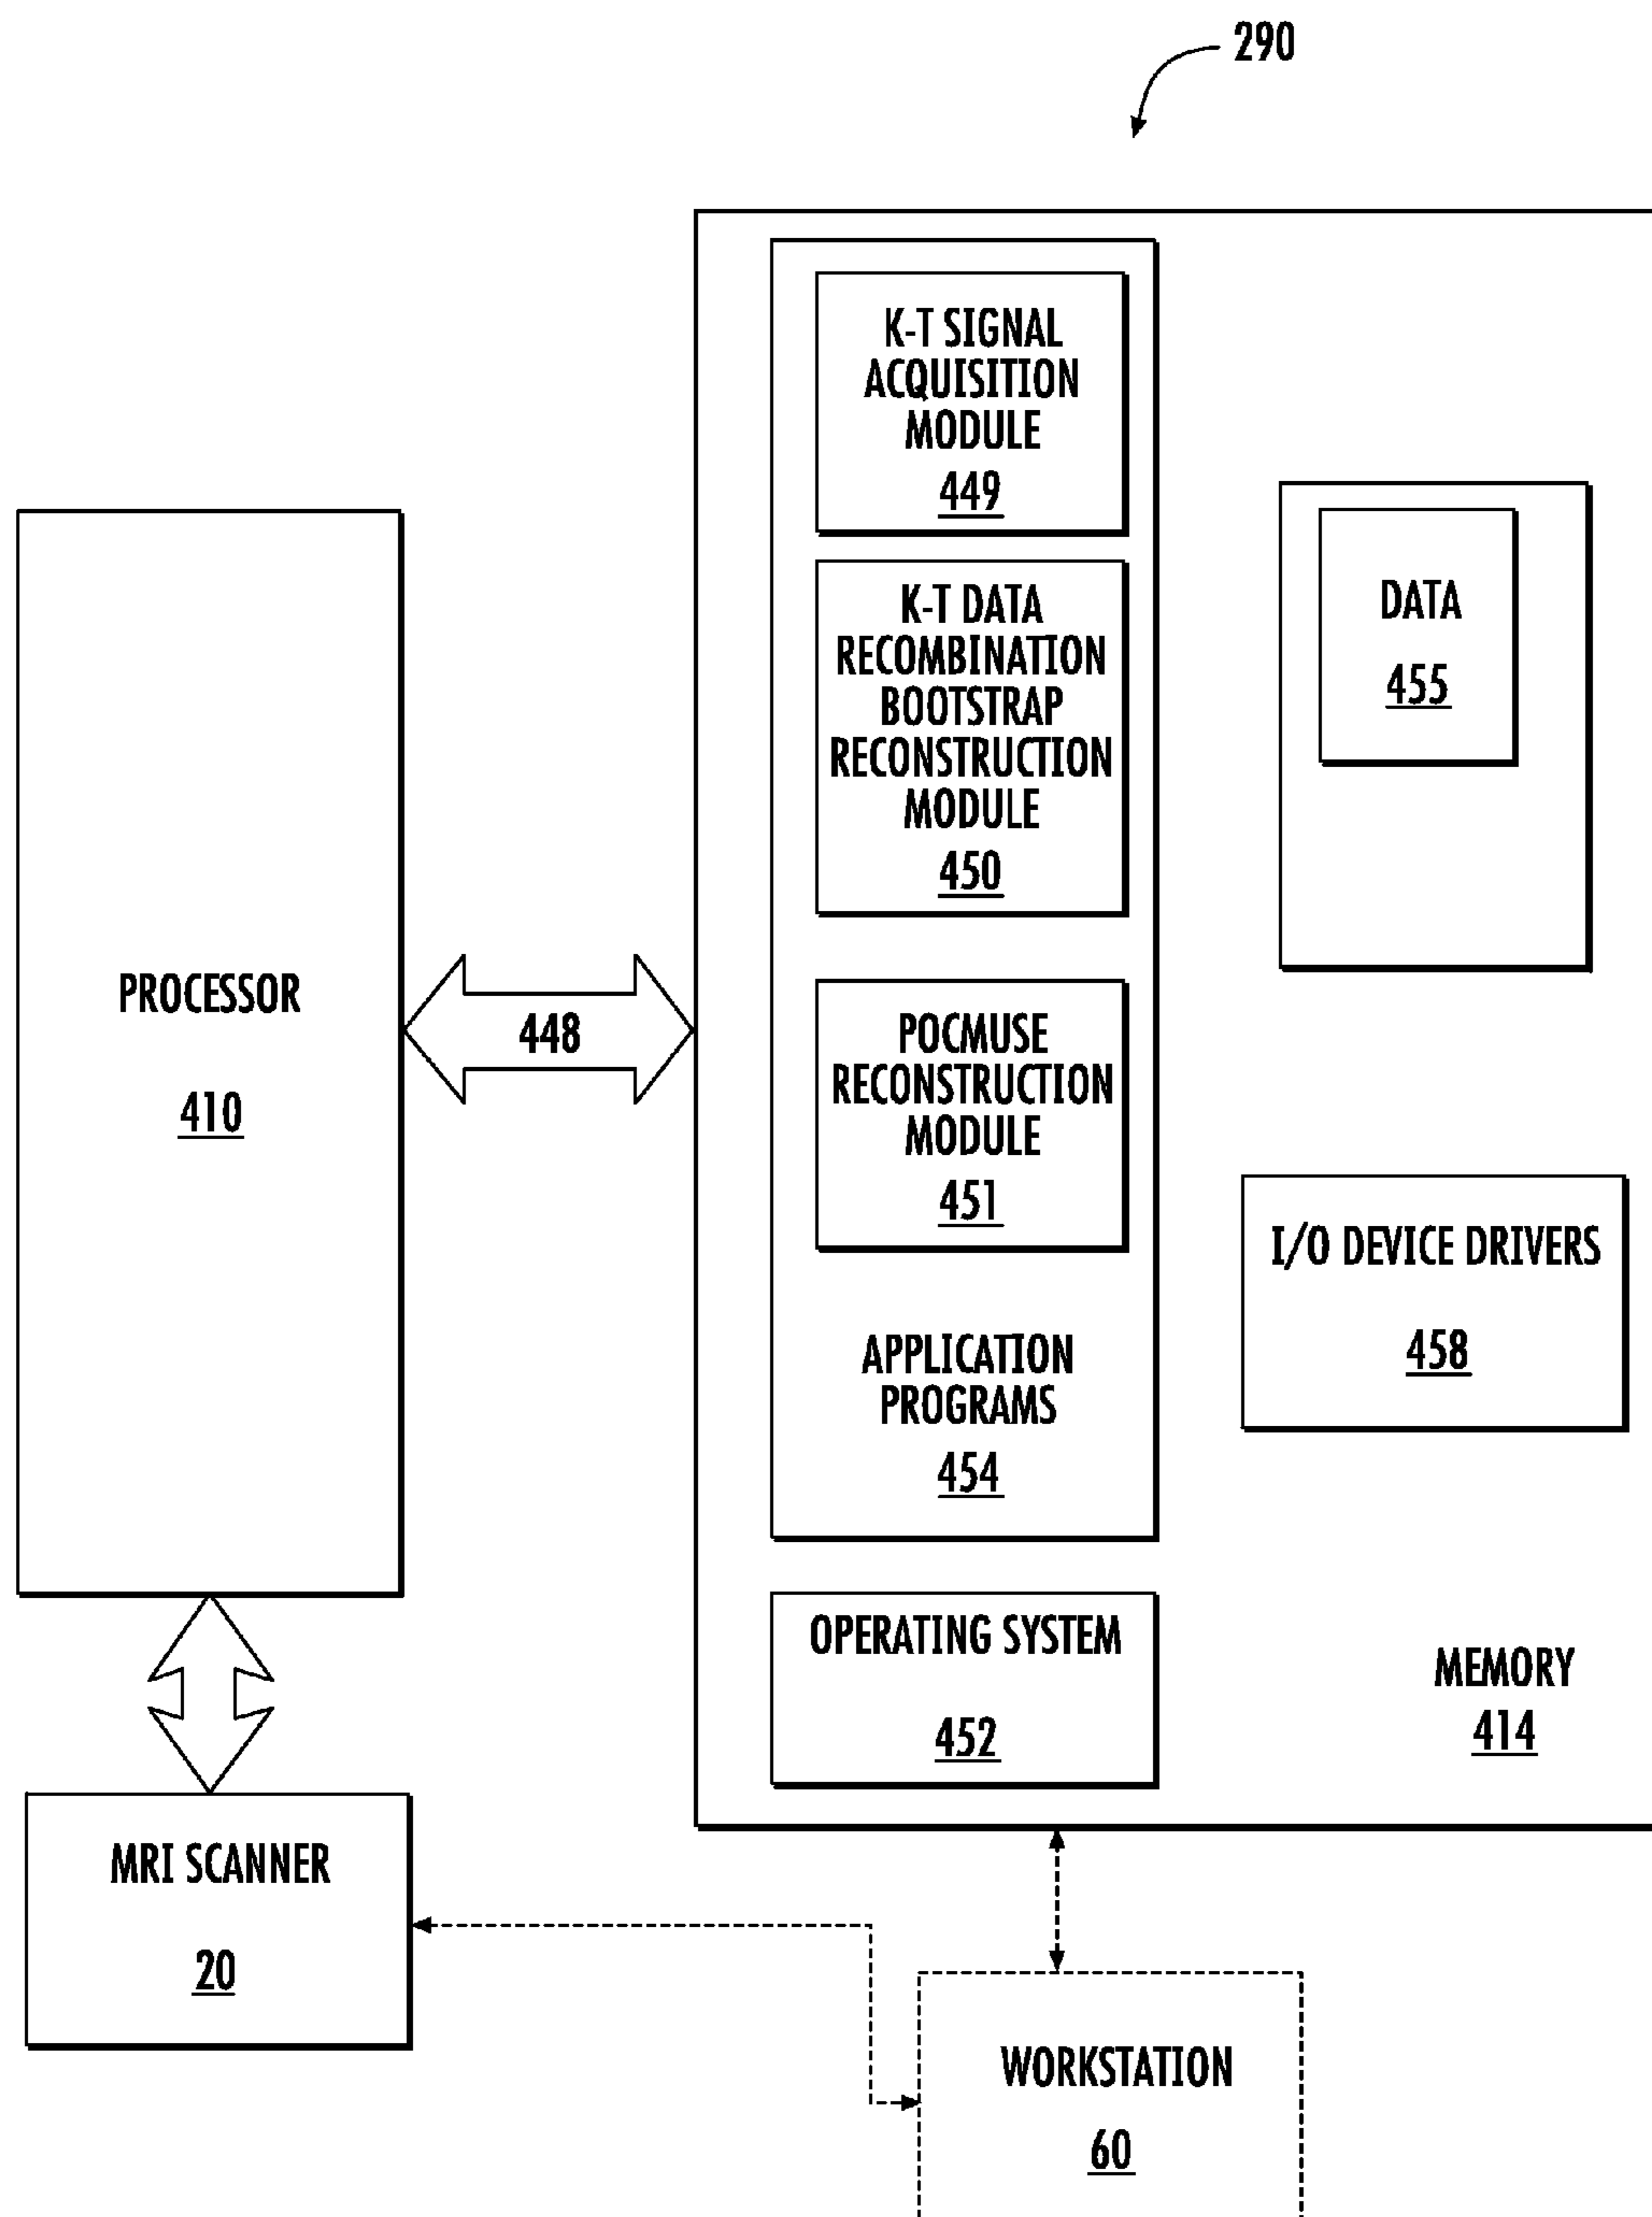 290
K-T SIGNAL
ACQUISITION
MODULE
449
K-T DATA
RECOMBINATION
BOOTSTRAP
RECONSTRUCTION
MODULE
450
POCMUSE
RECONSTRUCTION
MODULE
451
APPLICATION
PROGRAMS
454
OPERATING SYSTEM
452
DATA
455
I/O DEVICE DRIVERS
458
MEMORY
414
PROCESSOR
410
448
MRI SCANNER
20
WORKSTATION
60